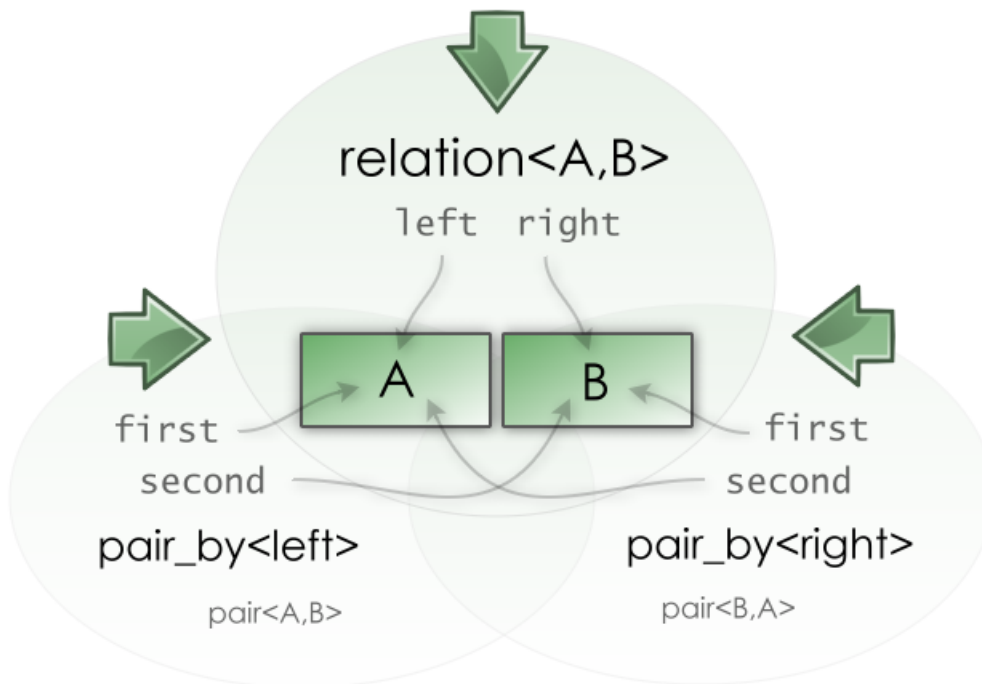 relation<A,B>
left right
A B
first first
second second
pair_by<left> pair_by<right>
pair<A,B> pair<B,A>